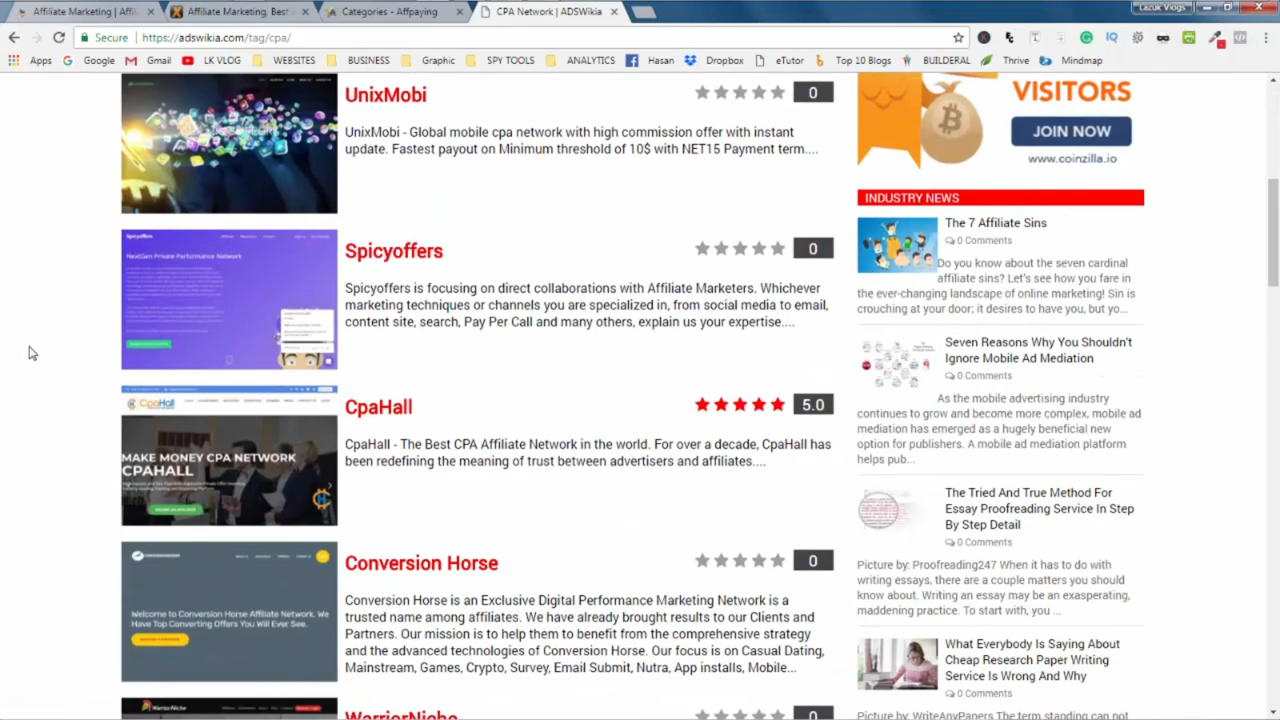 Affiliate Marketing | Affil
Affiliate Marketing, Best
Categories - Affpaying
CPA Network | ADSWikia
Lazuk Vlogs
Secure
https://adswikia.com/tag/cpa/
Apps
Google
Gmail
LK VLOG
WEBSITES
BUSINESS
Graphic
SPY TOOLS
ANALYTICS
Hasan
Dropbox
eTutor
Top 10 Blogs
BUILDERAL
Thrive
Mindmap
UnixMobi
0
UnixMobi - Global mobile cpa network with high commission offer with instant
update. Fastest payout on Minimum threshold of 10$ with NET15 Payment term....
Spicyoffers
NextGen Private Performance Network
Spicyoffers
0
Spicyoffers is focusing on direct collaborations with Affiliate Marketers. Whichever
marketing techniques or channels you specialize in, from social media to email,
content site, search, Pay Per Call and many others, explain us your expertise....
CpaHall
MAKE MONEY CPA NETWORK
CPAHALL
CpaHall
5.0
CpaHall - The Best CPA Affiliate Network in the world. For over a decade, CpaHall has
been redefining the meaning of trust between advertisers and affiliates....
Welcome to Conversion Horse Affiliate Network. We
Have Top Converting Offers You Will Ever See.
Conversion Horse
0
Conversion Horse is an Exclusive Digital Performance Marketing Network is a
trusted name among affiliates. We have duly brought results to our Clients and
Partners. Our mission is to help them version from the comprehensive strategy
and the advanced technologies of Conversion Horse. Our focus is on Casual Dating,
Mainstream, Games, Crypto, Survey, Email Submit, Nutra, App installs, Mobile...
WarriorNiche
WarriorNiche
0
VISITORS
JOIN NOW
www.coinzilla.io
INDUSTRY NEWS
The 7 Affiliate Sins
0 Comments
Do you know about the seven cardinal
affiliate sins? Let's see how you fare in
the ever-changing landscape of online marketing! Sin is
crouching at your door; it desires to have you, but yo...
Seven Reasons Why You Shouldn't
Ignore Mobile Ad Mediation
0 Comments
As the mobile advertising industry
continues to grow and become more complex, mobile ad
mediation has emerged as a hugely beneficial new
option for publishers. A mobile ad mediation platform
helps pub...
The Tried And True Method For
Essay Proofreading Service In Step
By Step Detail
0 Comments
Picture by: Proofreading247 When it has to do with
writing essays, there are a couple matters you should
know about. Writing an essay may be an exasperating,
maddening practice. To start with, you ...
What Everybody Is Saying About
Cheap Research Paper Writing
Service Is Wrong And Why
0 Comments
Picture by: WriteAnyPapers The term standing can not